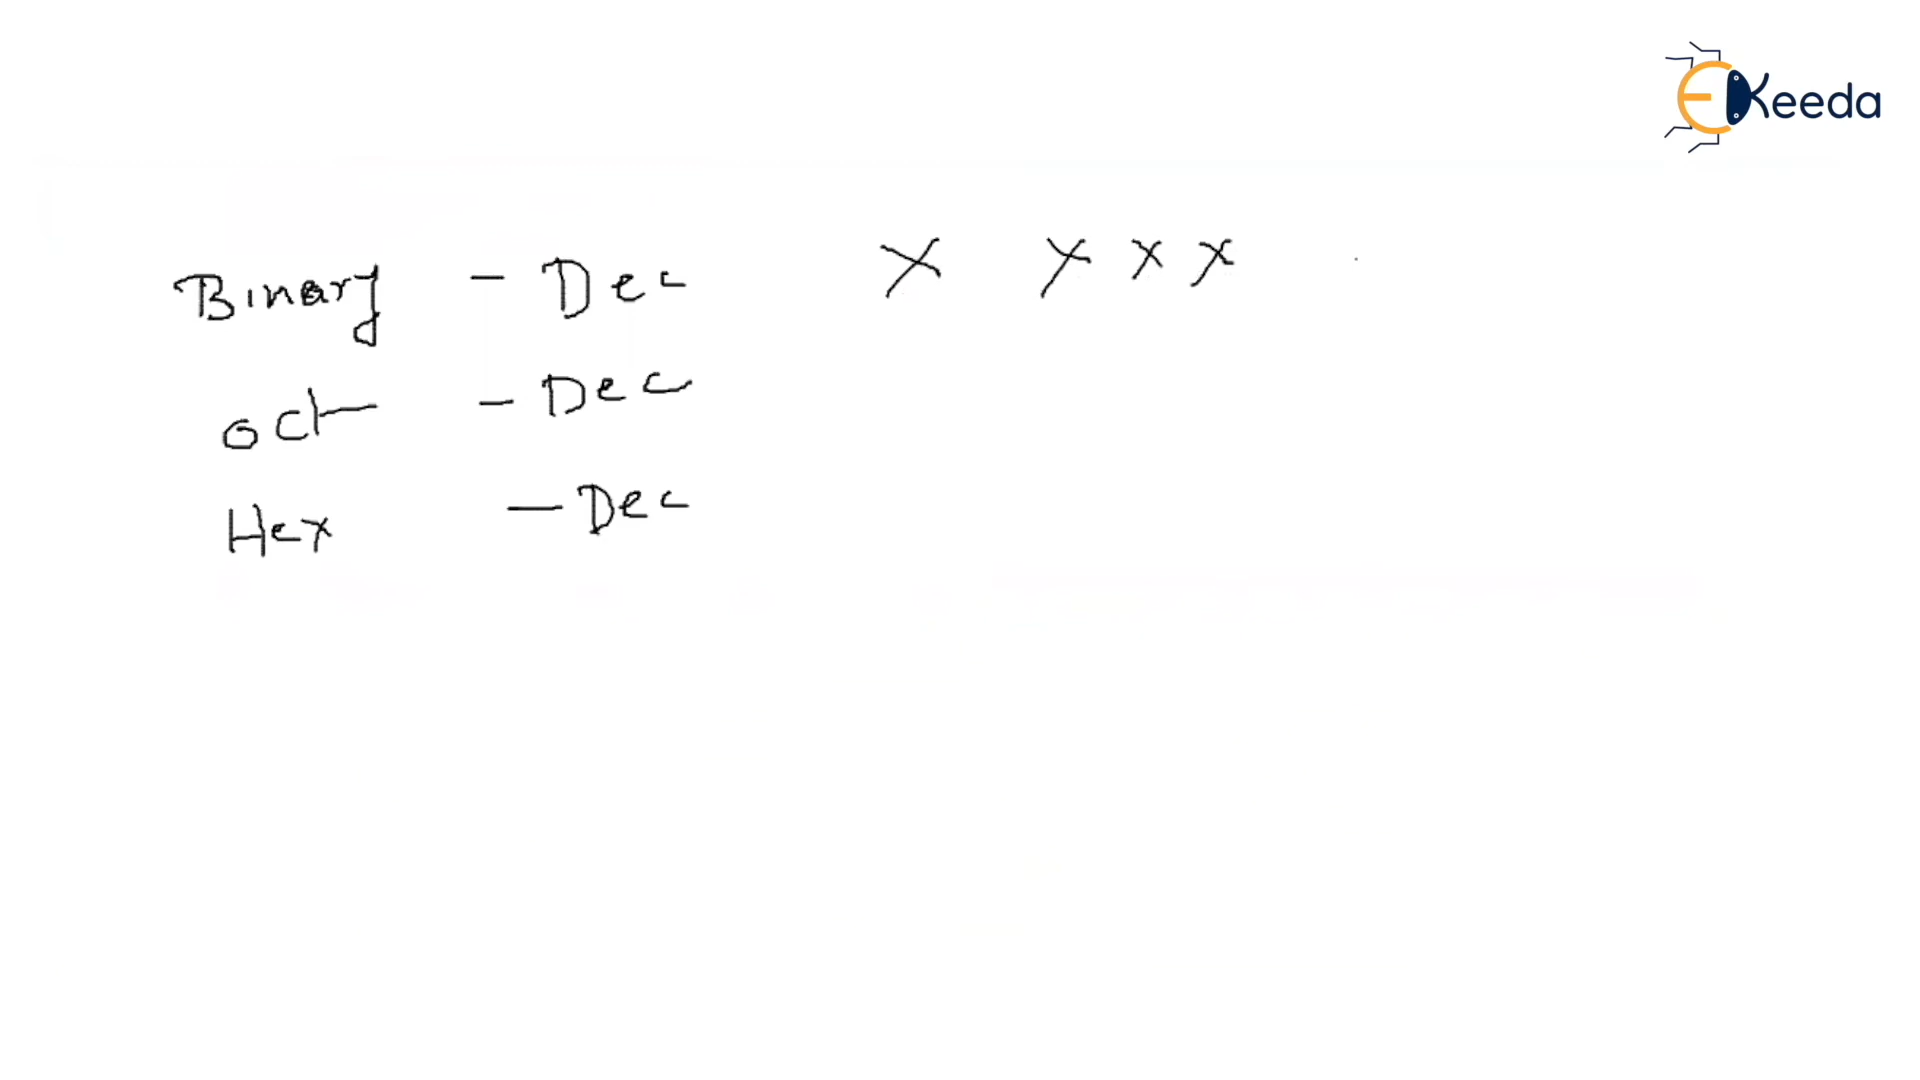 EKeeda
Binary - Dec X X X X
oct - Dec
Hex - Dec